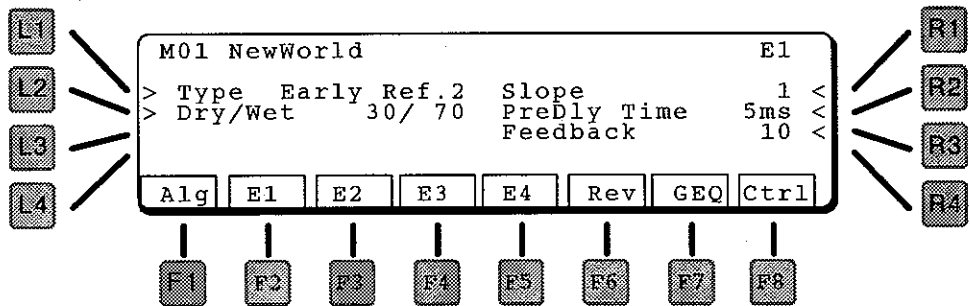 L1
R1
M01 NewWorld E1
L2
R2
> Type Early Ref.2 Slope 1 <
> Dry/Wet 30/ 70 PreDly Time 5ms <
Feedback 10 <
L3
R3
L4
R4
Alg E1 E2 E3 E4 Rev GEQ Ctrl
F1 F2 F3 F4 F5 F6 F7 F8